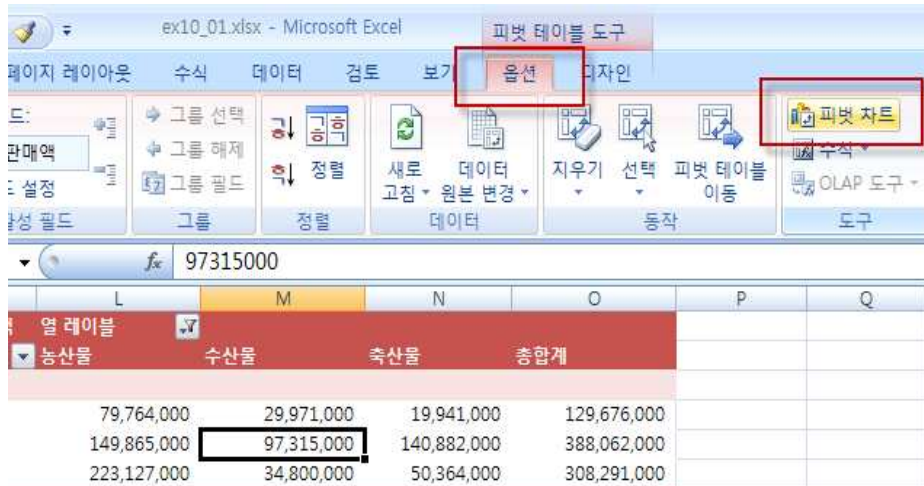 ex10_01.xlsx - Microsoft Excel
피벗 테이블 도구
페이지 레이아웃 수식 데이터 검토 보기 옵션 디자인
드:
판매액
드 설정
활성 필드
그룹 선택
그룹 해제
그룹 필드
그룹
정렬
정렬
새로 고침
데이터 원본 변경
데이터
지우기 선택 피벗 테이블 이동
동작
피벗 차트
수식
OLAP 도구
도구
fx 97315000
L M N O P Q
열 레이블
농산물 수산물 축산물 총합계
79,764,000 29,971,000 19,941,000 129,676,000
149,865,000 97,315,000 140,882,000 388,062,000
223,127,000 34,800,000 50,364,000 308,291,000